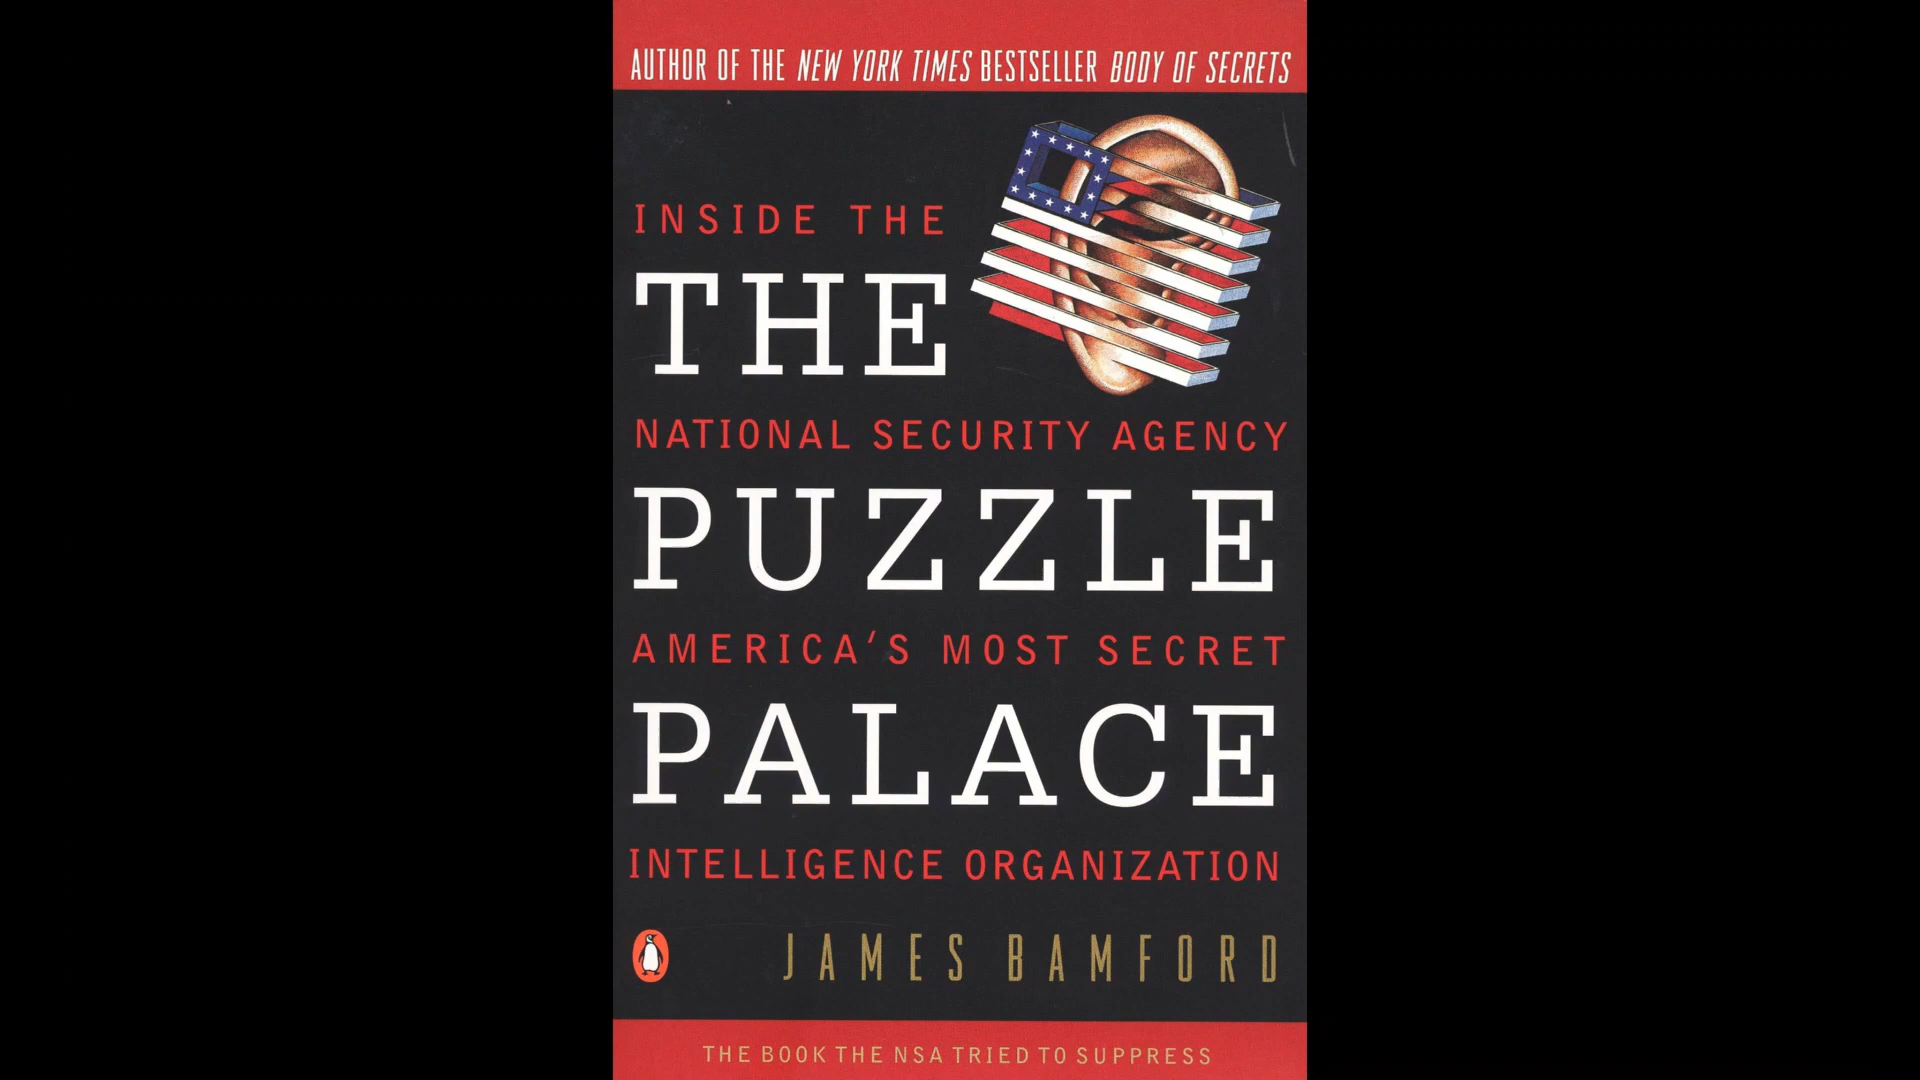 AUTHOR OF THE NEW YORK TIMES BESTSELLER BODY OF SECRETS
INSIDE THE
THE
NATIONAL SECURITY AGENCY
PUZZLE
AMERICA'S MOST SECRET
PALACE
INTELLIGENCE ORGANIZATION
JAMES BAMFORD
THE BOOK THE NSA TRIED TO SUPPRESS